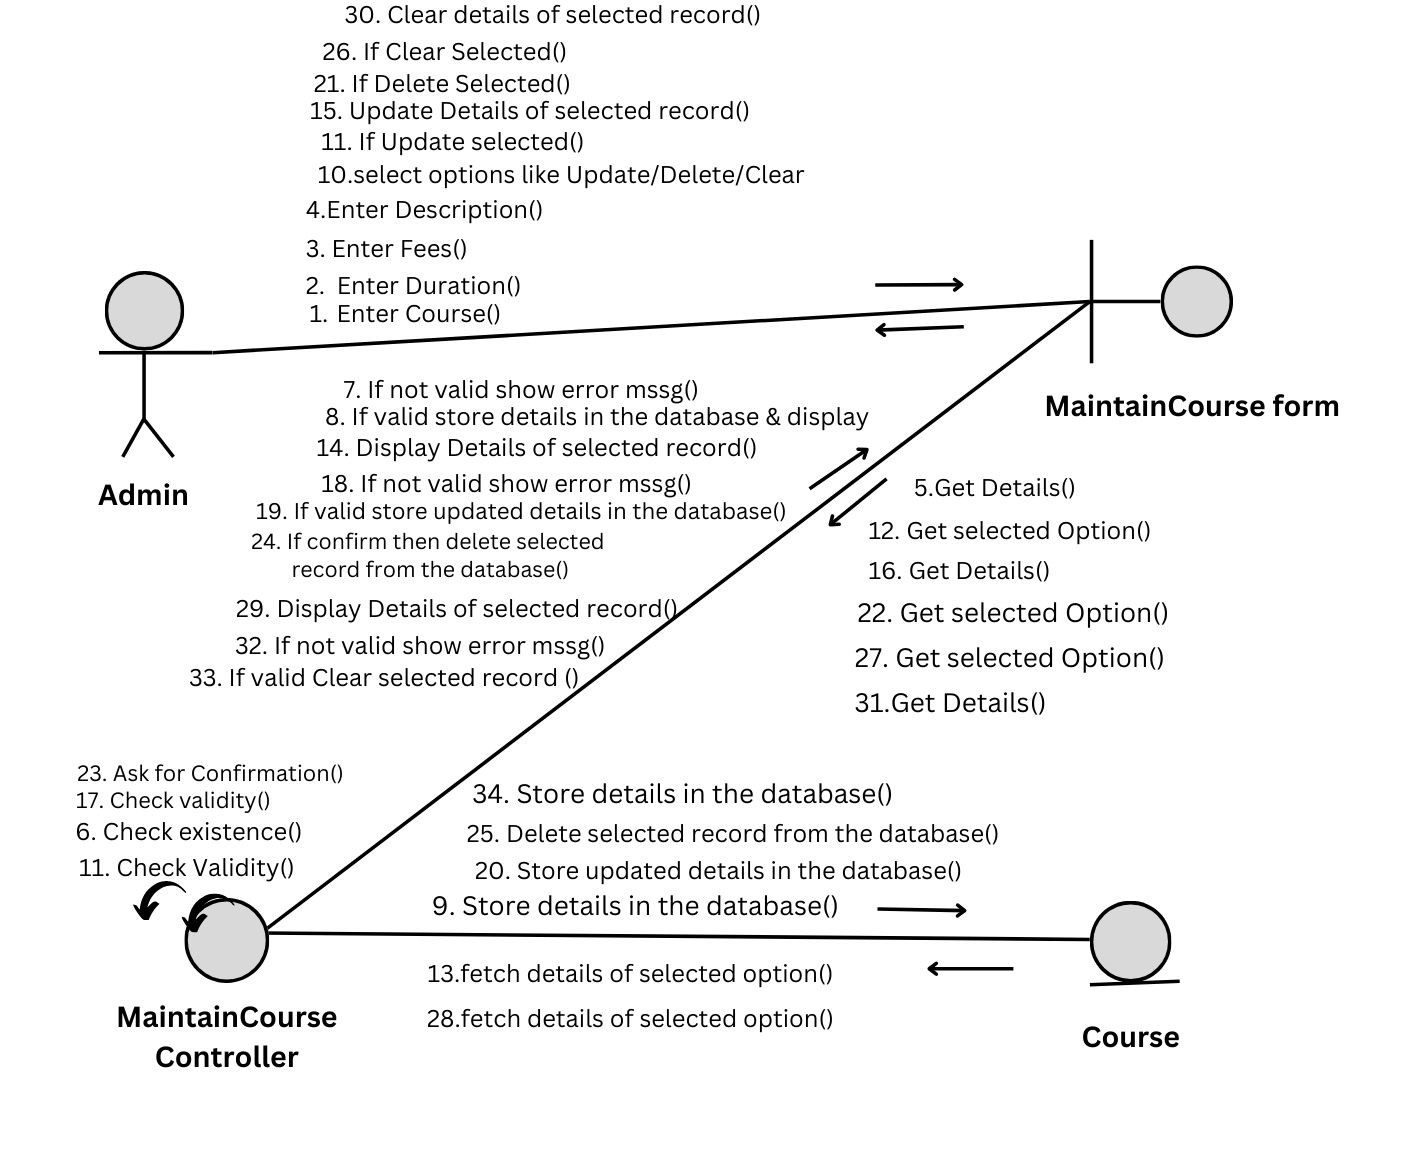 30. Clear details of selected record()
26. If Clear Selected()
21. If Delete Selected()
15. Update Details of selected record()
11. If Update selected()
10.select options like Update/Delete/Clear
4.Enter Description()
3. Enter Fees()
2. Enter Duration()
1. Enter Course()
Admin
MaintainCourse form
7. If not valid show error mssg()
8. If valid store details in the database & display
14. Display Details of selected record()
18. If not valid show error mssg()
19. If valid store updated details in the database()
24. If confirm then delete selected
record from the database()
29. Display Details of selected record()
32. If not valid show error mssg()
33. If valid Clear selected record ()
5.Get Details()
12. Get selected Option()
16. Get Details()
22. Get selected Option()
27. Get selected Option()
31.Get Details()
23. Ask for Confirmation()
17. Check validity()
6. Check existence()
11. Check Validity()
34. Store details in the database()
25. Delete selected record from the database()
20. Store updated details in the database()
9. Store details in the database()
13.fetch details of selected option()
28.fetch details of selected option()
MaintainCourse
Controller
Course